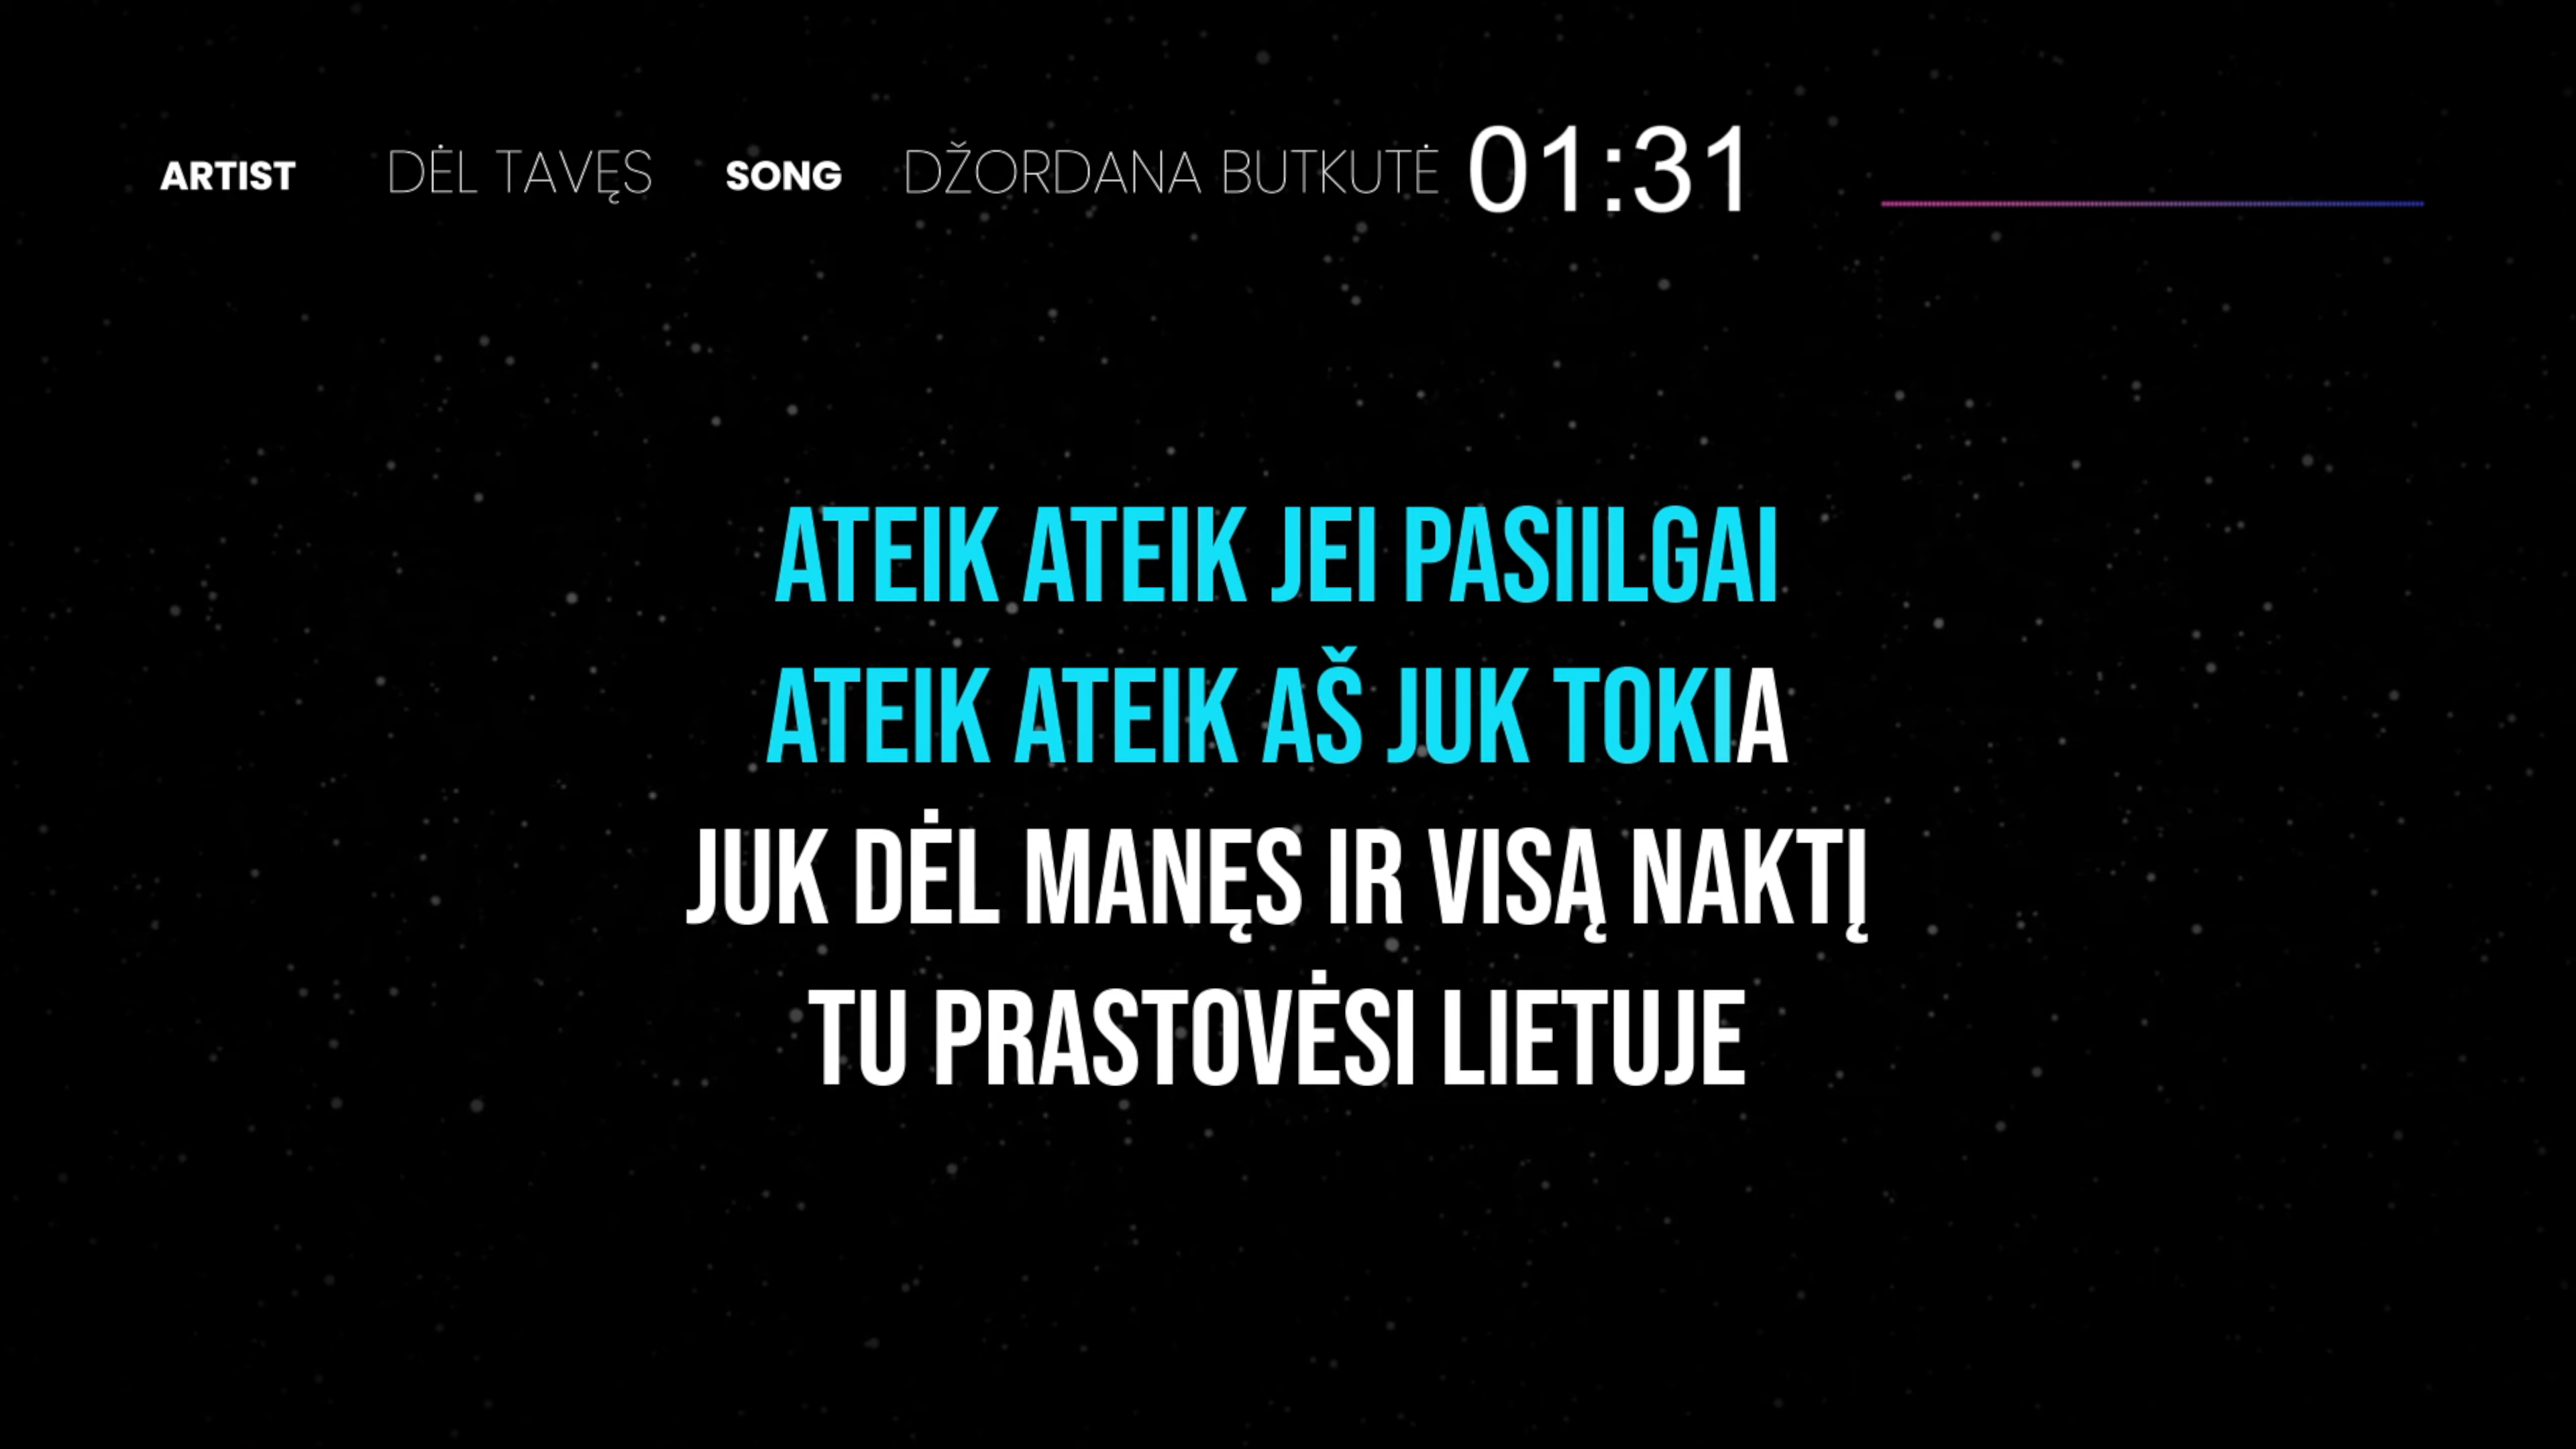 ARTIST DĖL TAVĘS SONG DŽORDANA BUTKUTĖ 01:31
ATEIK ATEIK JEI PASIILGAI
ATEIK ATEIK AŠ JUK TOKIA
JUK DĖL MANĘS IR VISĄ NAKTĮ
TU PRASTOVĖSI LIETUJE